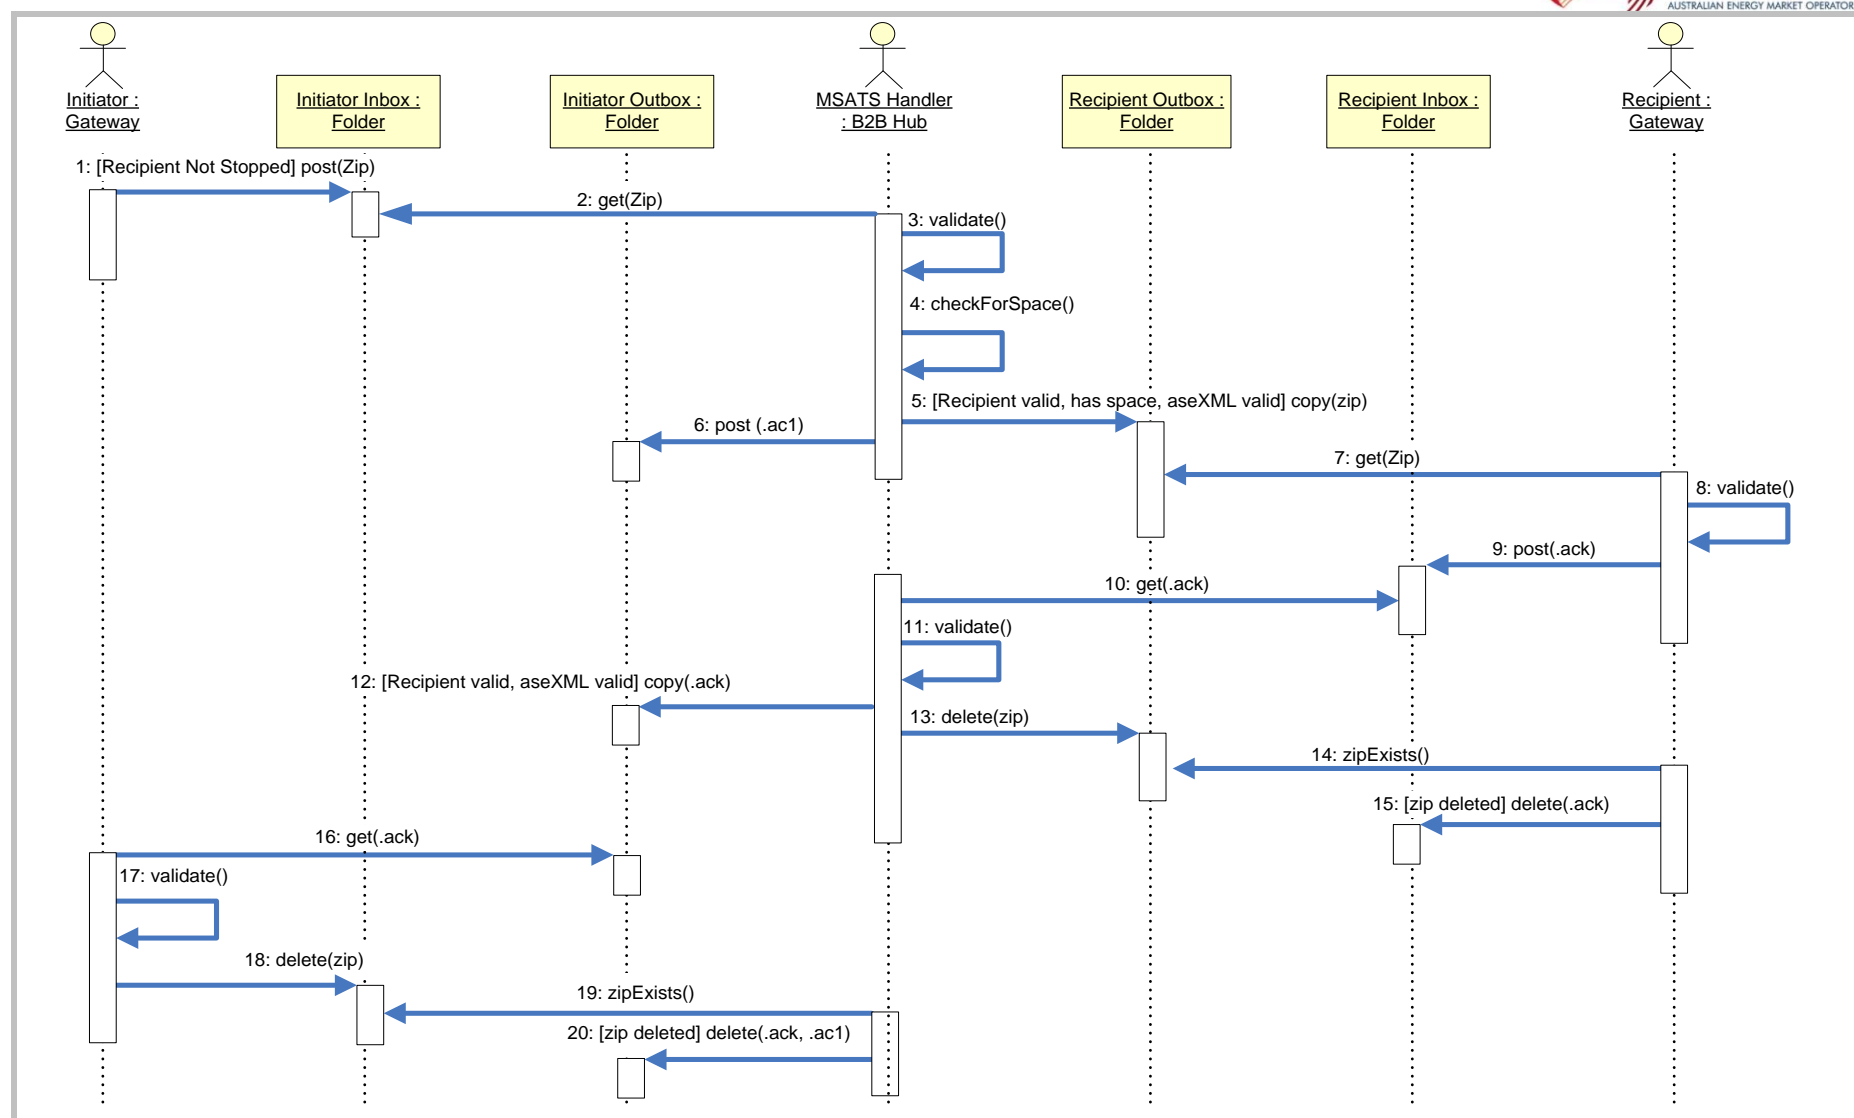 AUSTRALIAN ENERGY MARKET OPERATOR
Initiator :
Gateway
Initiator Inbox :
Folder
Initiator Outbox :
Folder
MSATS Handler
: B2B Hub
Recipient Outbox :
Folder
Recipient Inbox :
Folder
Recipient :
Gateway
1: [Recipient Not Stopped] post(Zip)
2: get(Zip)
3: validate()
4: checkForSpace()
5: [Recipient valid, has space, aseXML valid] copy(zip)
6: post (.ac1)
7: get(Zip)
8: validate()
9: post(.ack)
10: get(.ack)
11: validate()
12: [Recipient valid, aseXML valid] copy(.ack)
13: delete(zip)
14: zipExists()
15: [zip deleted] delete(.ack)
16: get(.ack)
17: validate()
18: delete(zip)
19: zipExists()
20: [zip deleted] delete(.ack, .ac1)